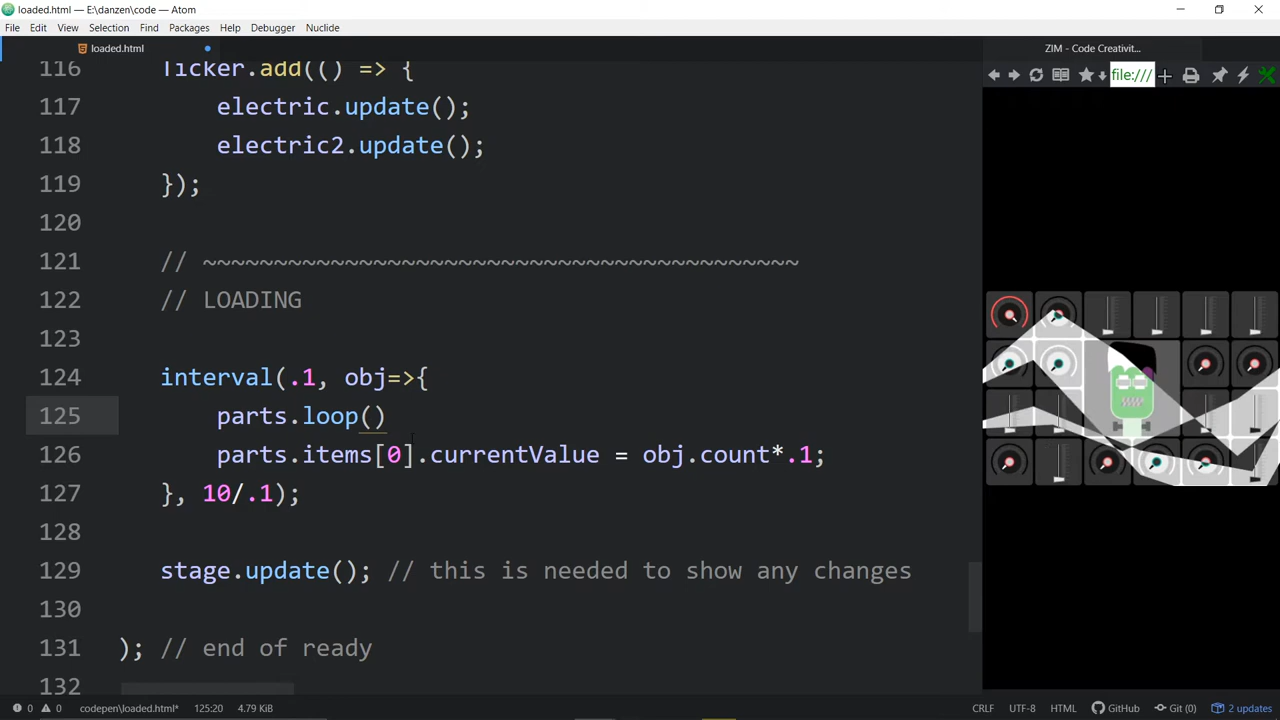 loaded.html — E:\danzen\code — Atom
File Edit View Selection Find Packages Help Debugger Nuclide
loaded.html
ZIM - Code Creativit...
file:///
116 Ticker.add(() => {
117 electric.update();
118 electric2.update();
119 });
120
121 // ~~~~~~~~~~~~~~~~~~~~~~~~~~~~~~~~~~~~~~~~~~
122 // LOADING
123
124 interval(.1, obj=>{
125 parts.loop()
126 parts.items[0].currentValue = obj.count*.1;
127 }, 10/.1);
128
129 stage.update(); // this is needed to show any changes
130
131 ); // end of ready
132
0 0 codepen\loaded.html* 125:20 4.79 KiB CRLF UTF-8 HTML GitHub Git (0) 2 updates